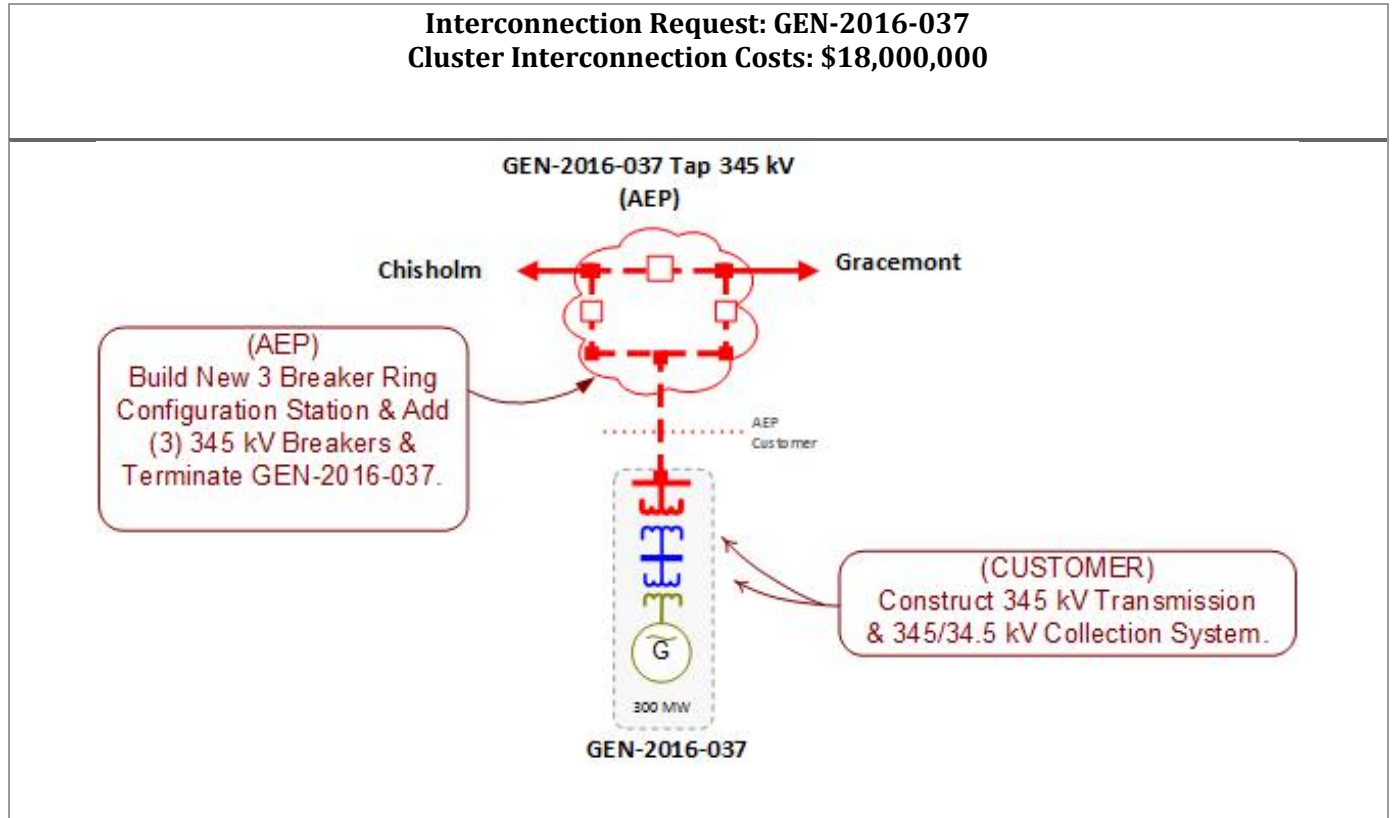 Interconnection Request: GEN-2016-037
Cluster Interconnection Costs: $18,000,000
GEN-2016-037 Tap 345 kV
(AEP)
Chisholm
Gracemont
(AEP)
Build New 3 Breaker Ring
Configuration Station & Add
(3) 345 kV Breakers &
Terminate GEN-2016-037.
AEP
Customer
(CUSTOMER)
Construct 345 kV Transmission
& 345/34.5 kV Collection System.
G
300 MW
GEN-2016-037